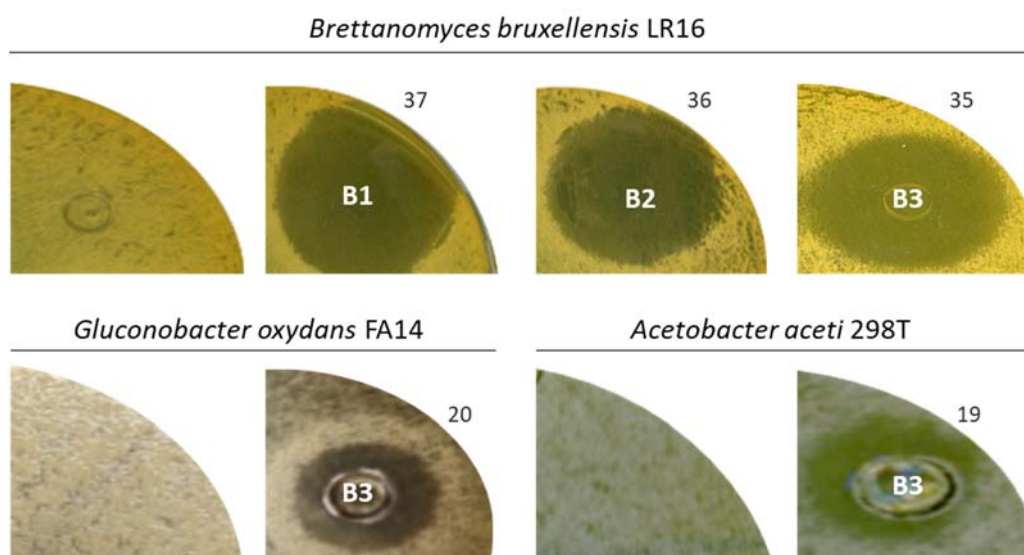 Brettanomyces bruxellensis LR16
37
36
35
B1
B2
B3
Gluconobacter oxydans FA14
Acetobacter aceti 298T
20
19
B3
B3